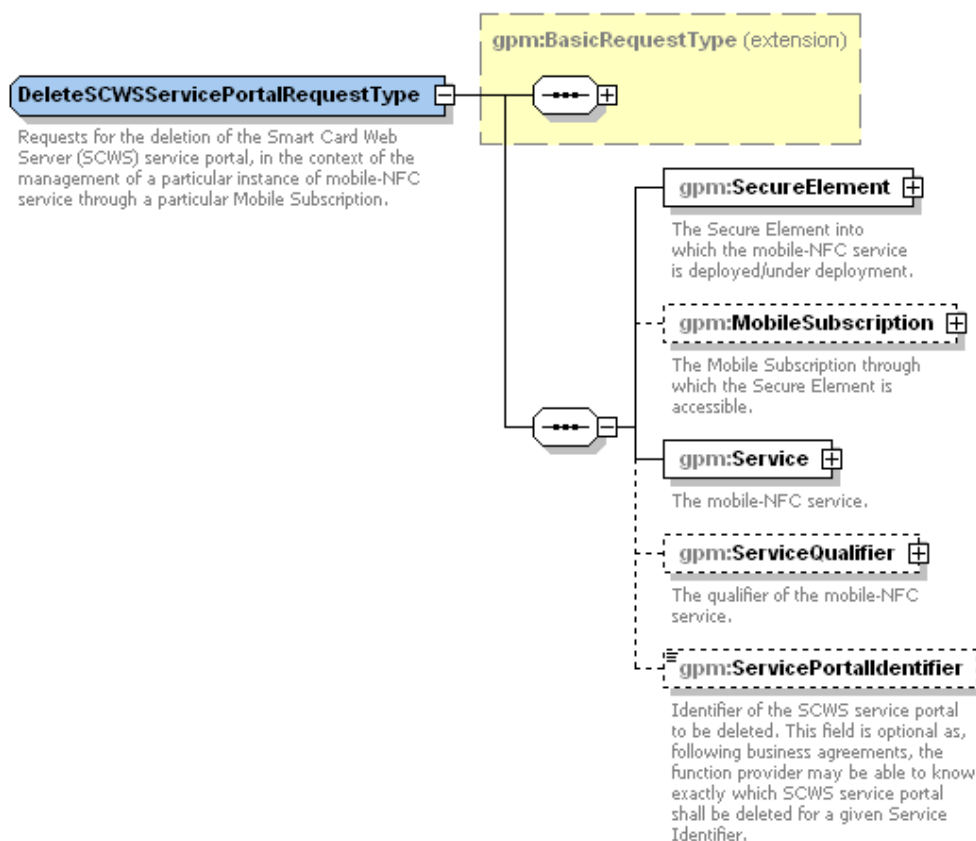 gpm:BasicRequestType (extension)
DeleteSCWSServicePortalRequestType
Requests for the deletion of the Smart Card Web
Server (SCWS) service portal, in the context of the
management of a particular instance of mobile-NFC
service through a particular Mobile Subscription.
gpm:SecureElement
The Secure Element into
which the mobile-NFC service
is deployed/under deployment.
gpm:MobileSubscription
The Mobile Subscription through
which the Secure Element is
accessible.
gpm:Service
The mobile-NFC service.
gpm:ServiceQualifier
The qualifier of the mobile-NFC
service.
gpm:ServicePortalIdentifier
Identifier of the SCWS service portal
to be deleted. This field is optional as,
following business agreements, the
function provider may be able to know
exactly which SCWS service portal
shall be deleted for a given Service
Identifier.